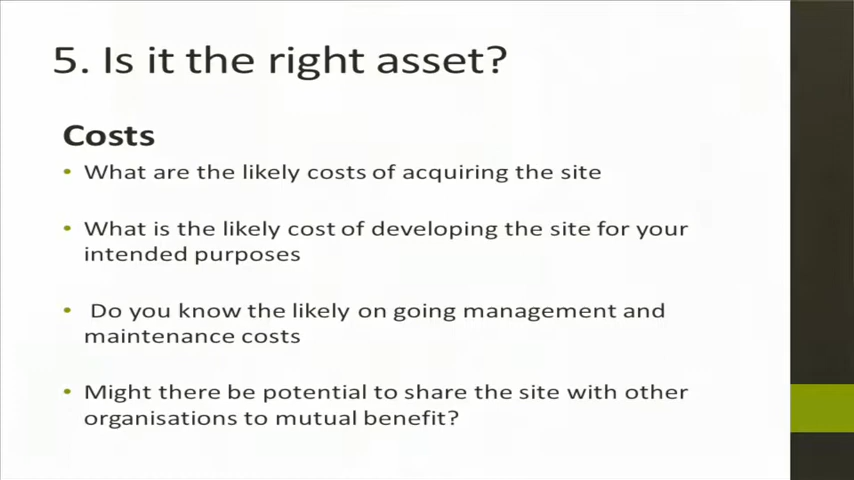 5. Is it the right asset?
Costs
• What are the likely costs of acquiring the site
• What is the likely cost of developing the site for your
intended purposes
• Do you know the likely on going management and
maintenance costs
• Might there be potential to share the site with other
organisations to mutual benefit?